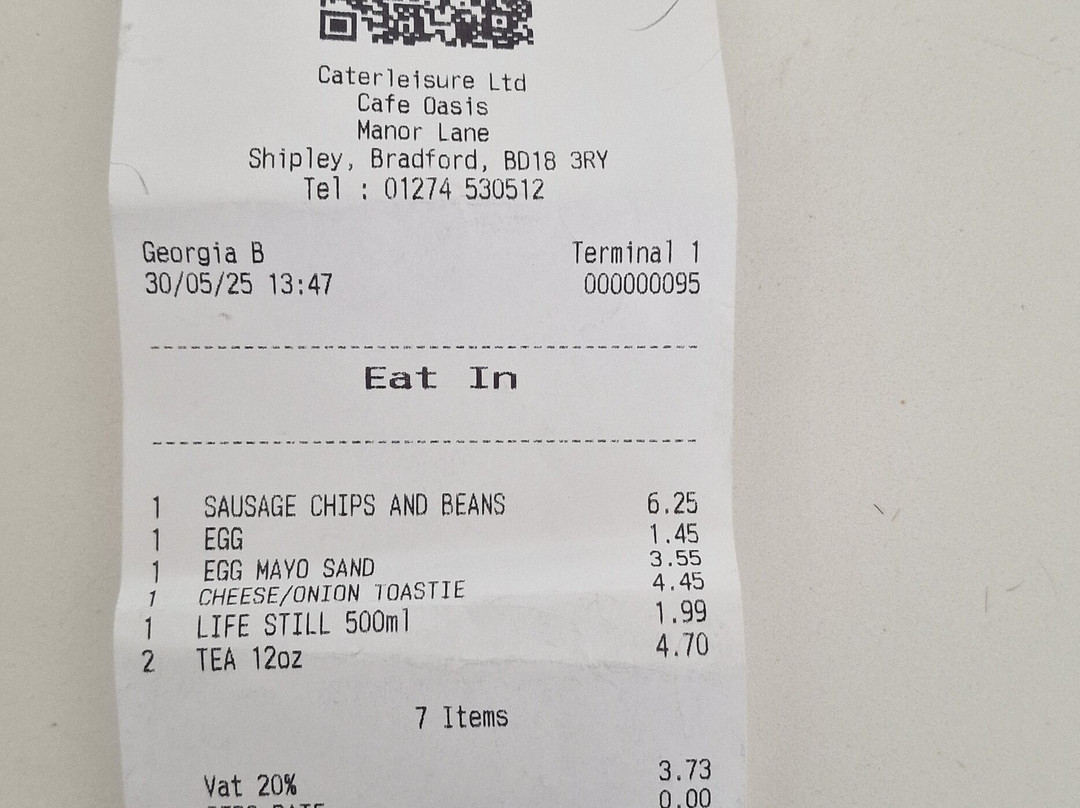 Caterleisure Ltd
Cafe Oasis
Manor Lane
Shipley, Bradford, BD18 3RY
Tel : 01274 530512
Georgia B Terminal 1
30/05/25 13:47 000000095
Eat In
1 SAUSAGE CHIPS AND BEANS 6.25
1 EGG 1.45
1 EGG MAYO SAND 3.55
1 CHEESE/ONION TOASTIE 4.45
1 LIFE STILL 500ml 1.99
2 TEA 12oz 4.70
7 Items
Vat 20% 3.73
0.00